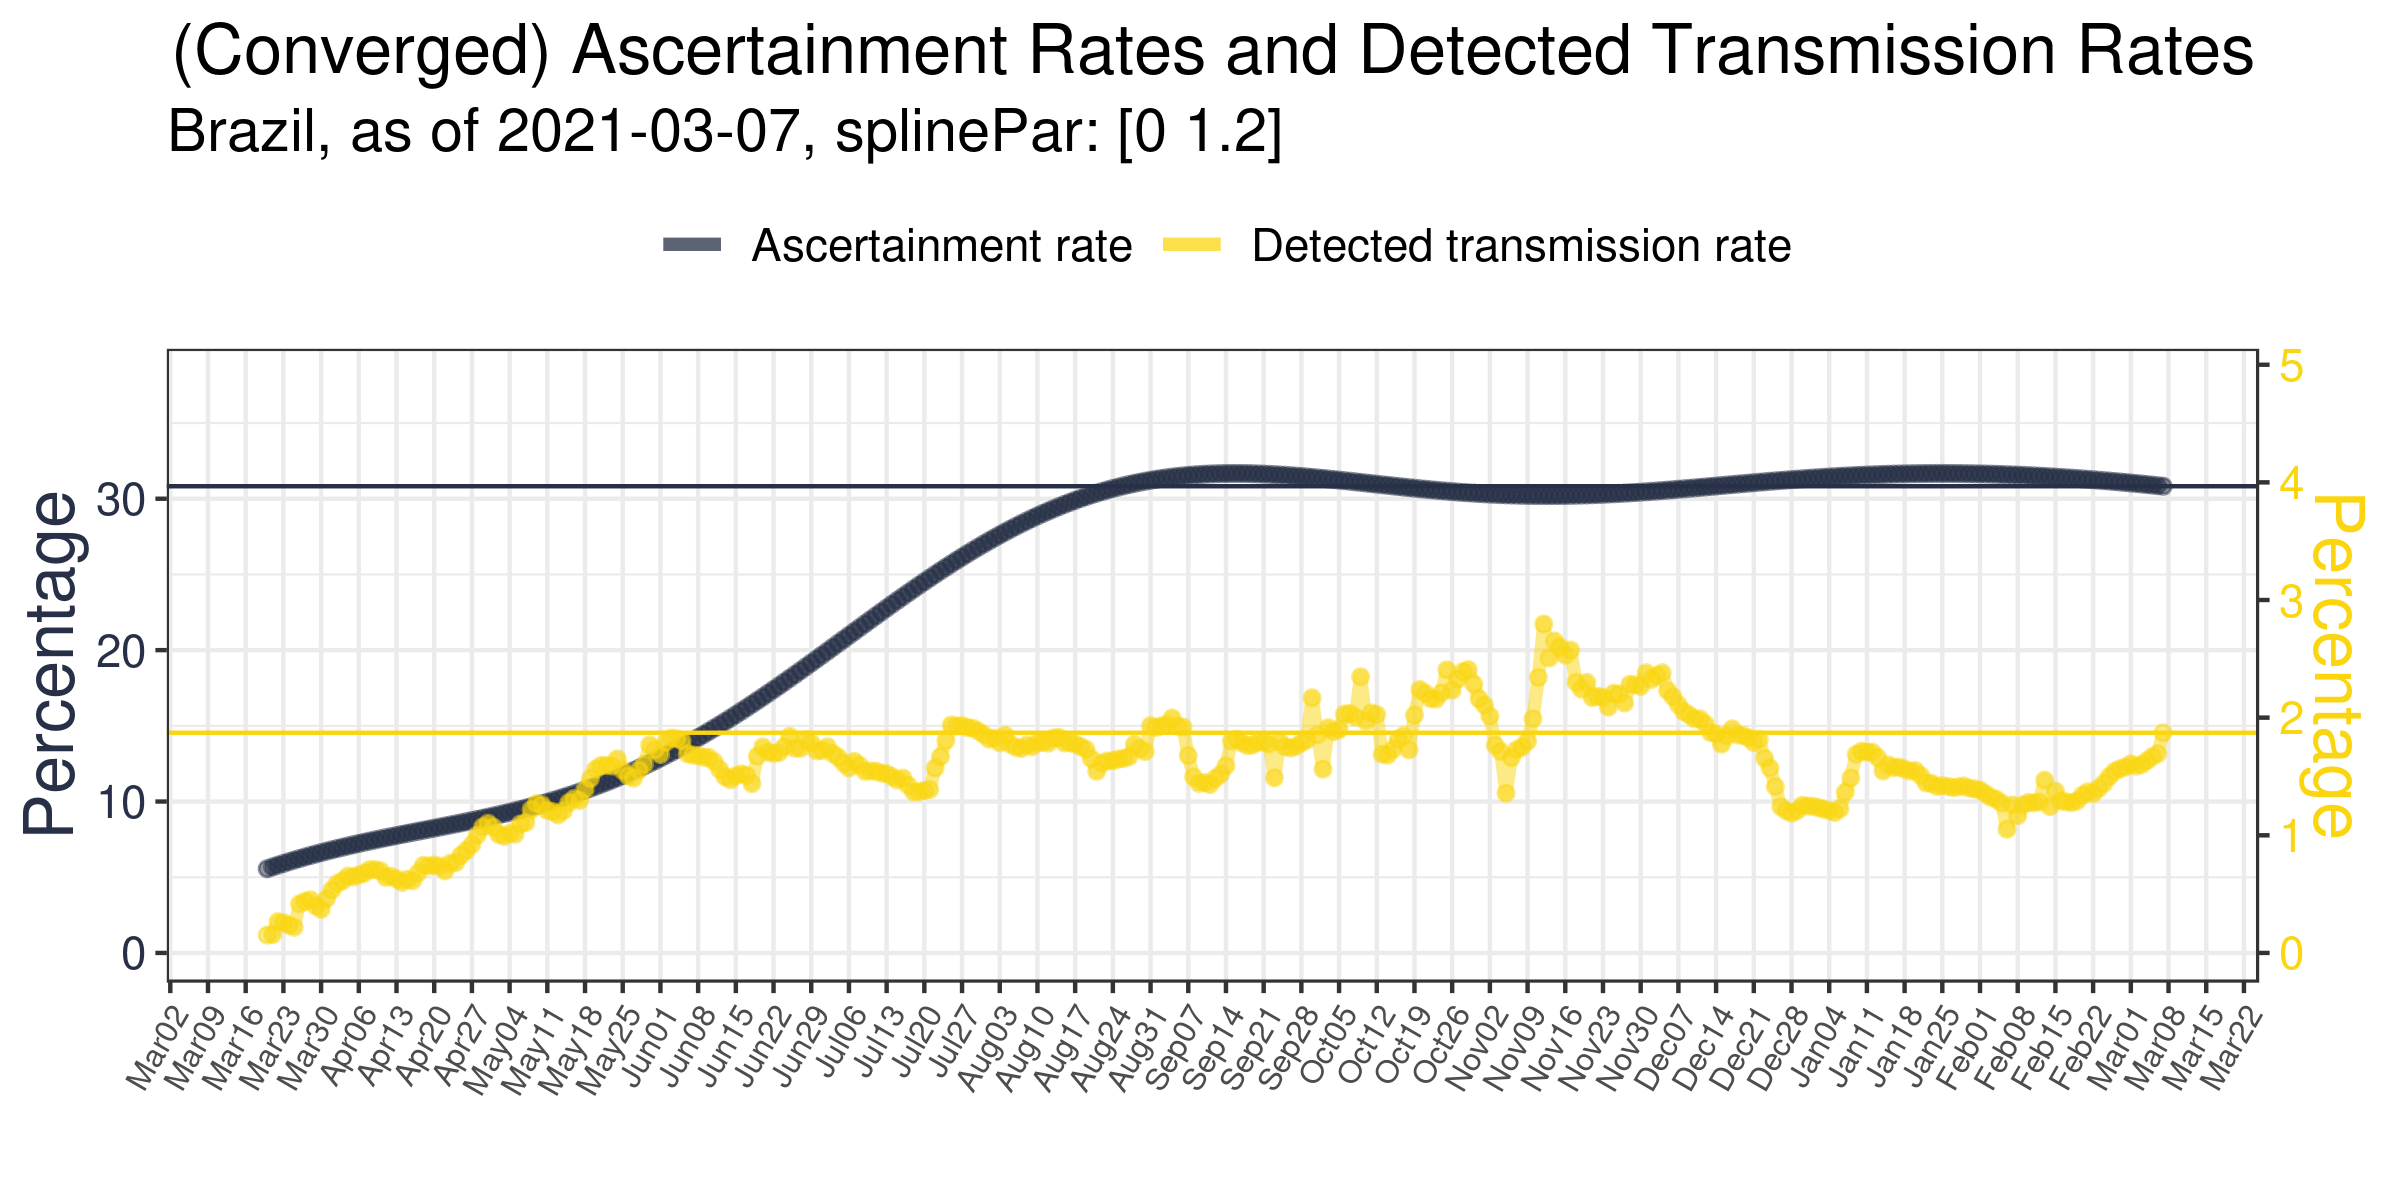 (Converged) Ascertainment Rates and Detected Transmission Rates
Brazil, as of 2021-03-07, splinePar: [0 1.2]
Ascertainment rate Detected transmission rate
Percentage
30
20
10
0
5
4
3
2
1
0
Percentage
Mar02 Mar09 Mar16 Mar23 Mar30 Apr06 Apr13 Apr20 Apr27 May04 May11 May18 May25 Jun01 Jun08 Jun15 Jun22 Jun29 Jul06 Jul13 Jul20 Jul27 Aug03 Aug10 Aug17 Aug24 Aug31 Sep07 Sep14 Sep21 Sep28 Oct05 Oct12 Oct19 Oct26 Nov02 Nov09 Nov16 Nov23 Nov30 Dec07 Dec14 Dec21 Dec28 Jan04 Jan11 Jan18 Jan25 Feb01 Feb08 Feb15 Feb22 Mar01 Mar08 Mar15 Mar22